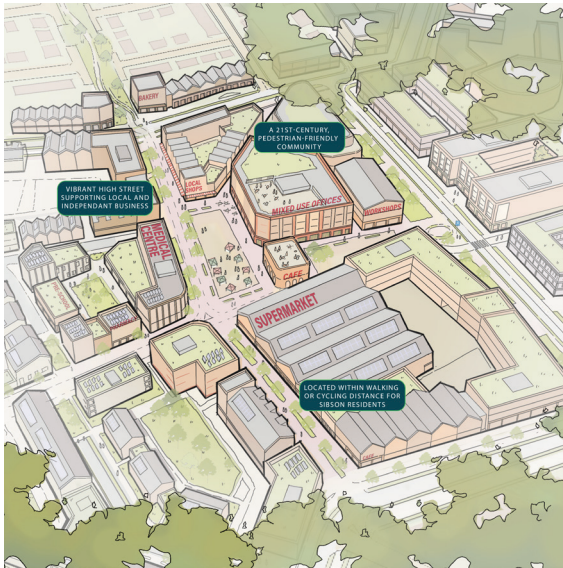 BAKERY
A 21ST-CENTURY,
PEDESTRIAN-FRIENDLY
COMMUNITY
VIBRANT HIGH STREET
SUPPORTING LOCAL AND
INDEPENDANT BUSINESS
LOCAL
SHOPS
MIXED USE OFFICES
WORKSHOPS
MEDICAL
CENTRE
CAFE
SUPERMARKET
LOCATED WITHIN WALKING
OR CYCLING DISTANCE FOR
SIBSON RESIDENTS
CAFE